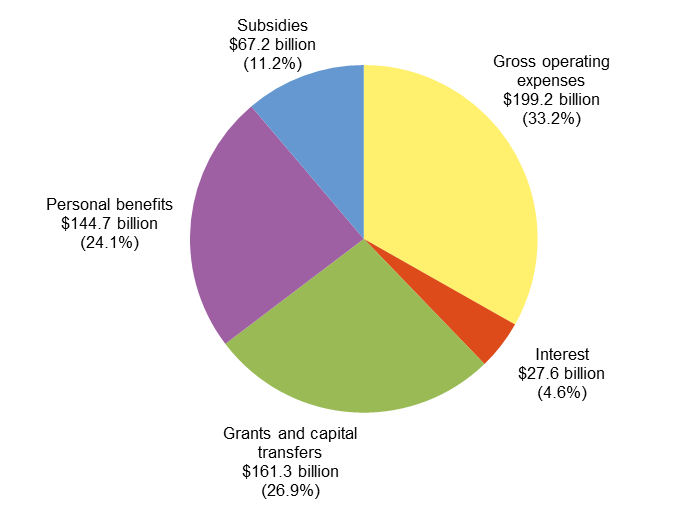 Subsidies
$67.2 billion
(11.2%)
Gross operating
expenses
$199.2 billion
(33.2%)
Personal benefits
$144.7 billion
(24.1%)
Interest
$27.6 billion
(4.6%)
Grants and capital
transfers
$161.3 billion
(26.9%)